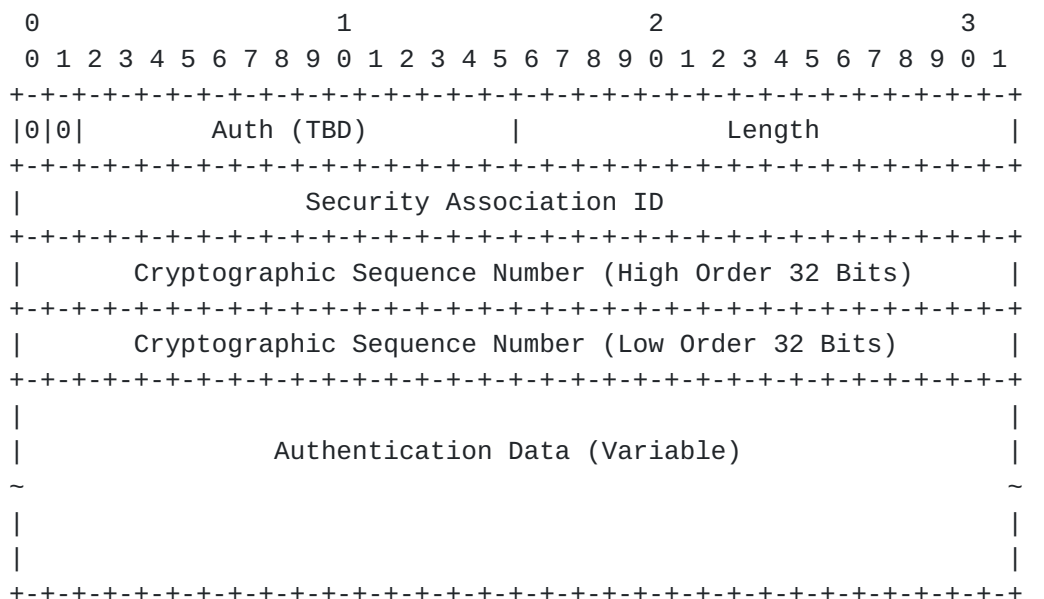 0                   1                   2                   3
 0 1 2 3 4 5 6 7 8 9 0 1 2 3 4 5 6 7 8 9 0 1 2 3 4 5 6 7 8 9 0 1
+-+-+-+-+-+-+-+-+-+-+-+-+-+-+-+-+-+-+-+-+-+-+-+-+-+-+-+-+-+-+-+-+
|0|0|        Auth (TBD)         |             Length            |
+-+-+-+-+-+-+-+-+-+-+-+-+-+-+-+-+-+-+-+-+-+-+-+-+-+-+-+-+-+-+-+-+
|                  Security Association ID
+-+-+-+-+-+-+-+-+-+-+-+-+-+-+-+-+-+-+-+-+-+-+-+-+-+-+-+-+-+-+-+-+
|       Cryptographic Sequence Number (High Order 32 Bits)      |
+-+-+-+-+-+-+-+-+-+-+-+-+-+-+-+-+-+-+-+-+-+-+-+-+-+-+-+-+-+-+-+-+
|       Cryptographic Sequence Number (Low Order 32 Bits)       |
+-+-+-+-+-+-+-+-+-+-+-+-+-+-+-+-+-+-+-+-+-+-+-+-+-+-+-+-+-+-+-+-+
|                                                               |
|                Authentication Data (Variable)                 |
~                                                               ~
|                                                               |
|                                                               |
+-+-+-+-+-+-+-+-+-+-+-+-+-+-+-+-+-+-+-+-+-+-+-+-+-+-+-+-+-+-+-+-+